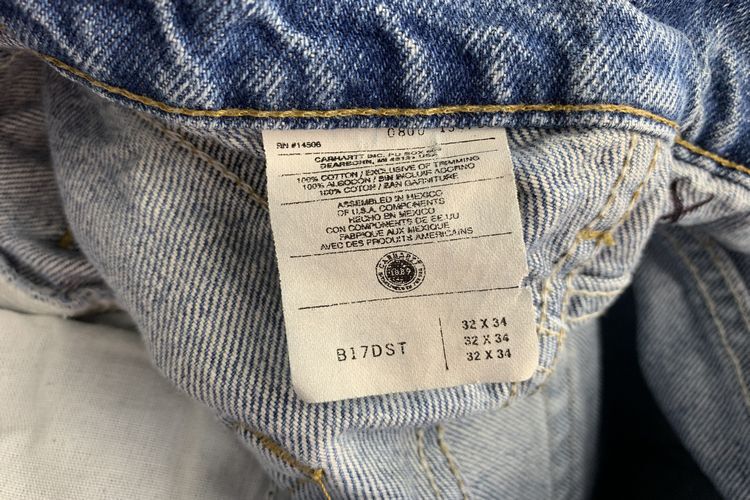 RN #14806
CARHARTT INC. PO BOX
DEARBORN, MI USA
100% COTTON / EXCLUSIVE OF TRIMMING
100% ALGODON / SIN INCLUIR ADORNO
100% COTON / SAN GARNITURE
ASSEMBLED IN MEXICO
OF U.S.A. COMPONENTS
HECHO EN MEXICO
CON COMPONENTS DE EE UU
FABRIQUE AUX MEXIQUE
AVEC DES PRODUITS AMERICAINS
CARHARTT
1889
B17DST
32 X 34
32 X 34
32 X 34